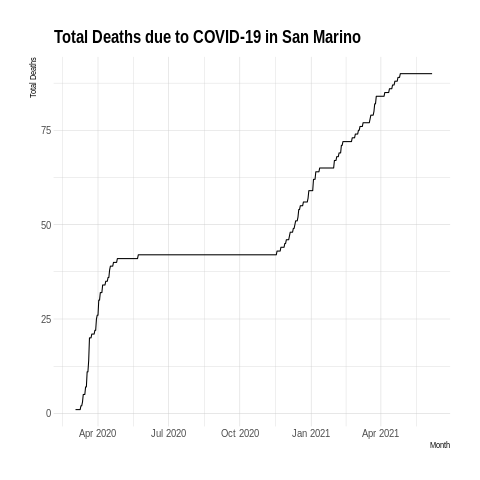 Total Deaths due to COVID-19 in San Marino
Total Deaths
75
50
25
0
Apr 2020 Jul 2020 Oct 2020 Jan 2021 Apr 2021
Month